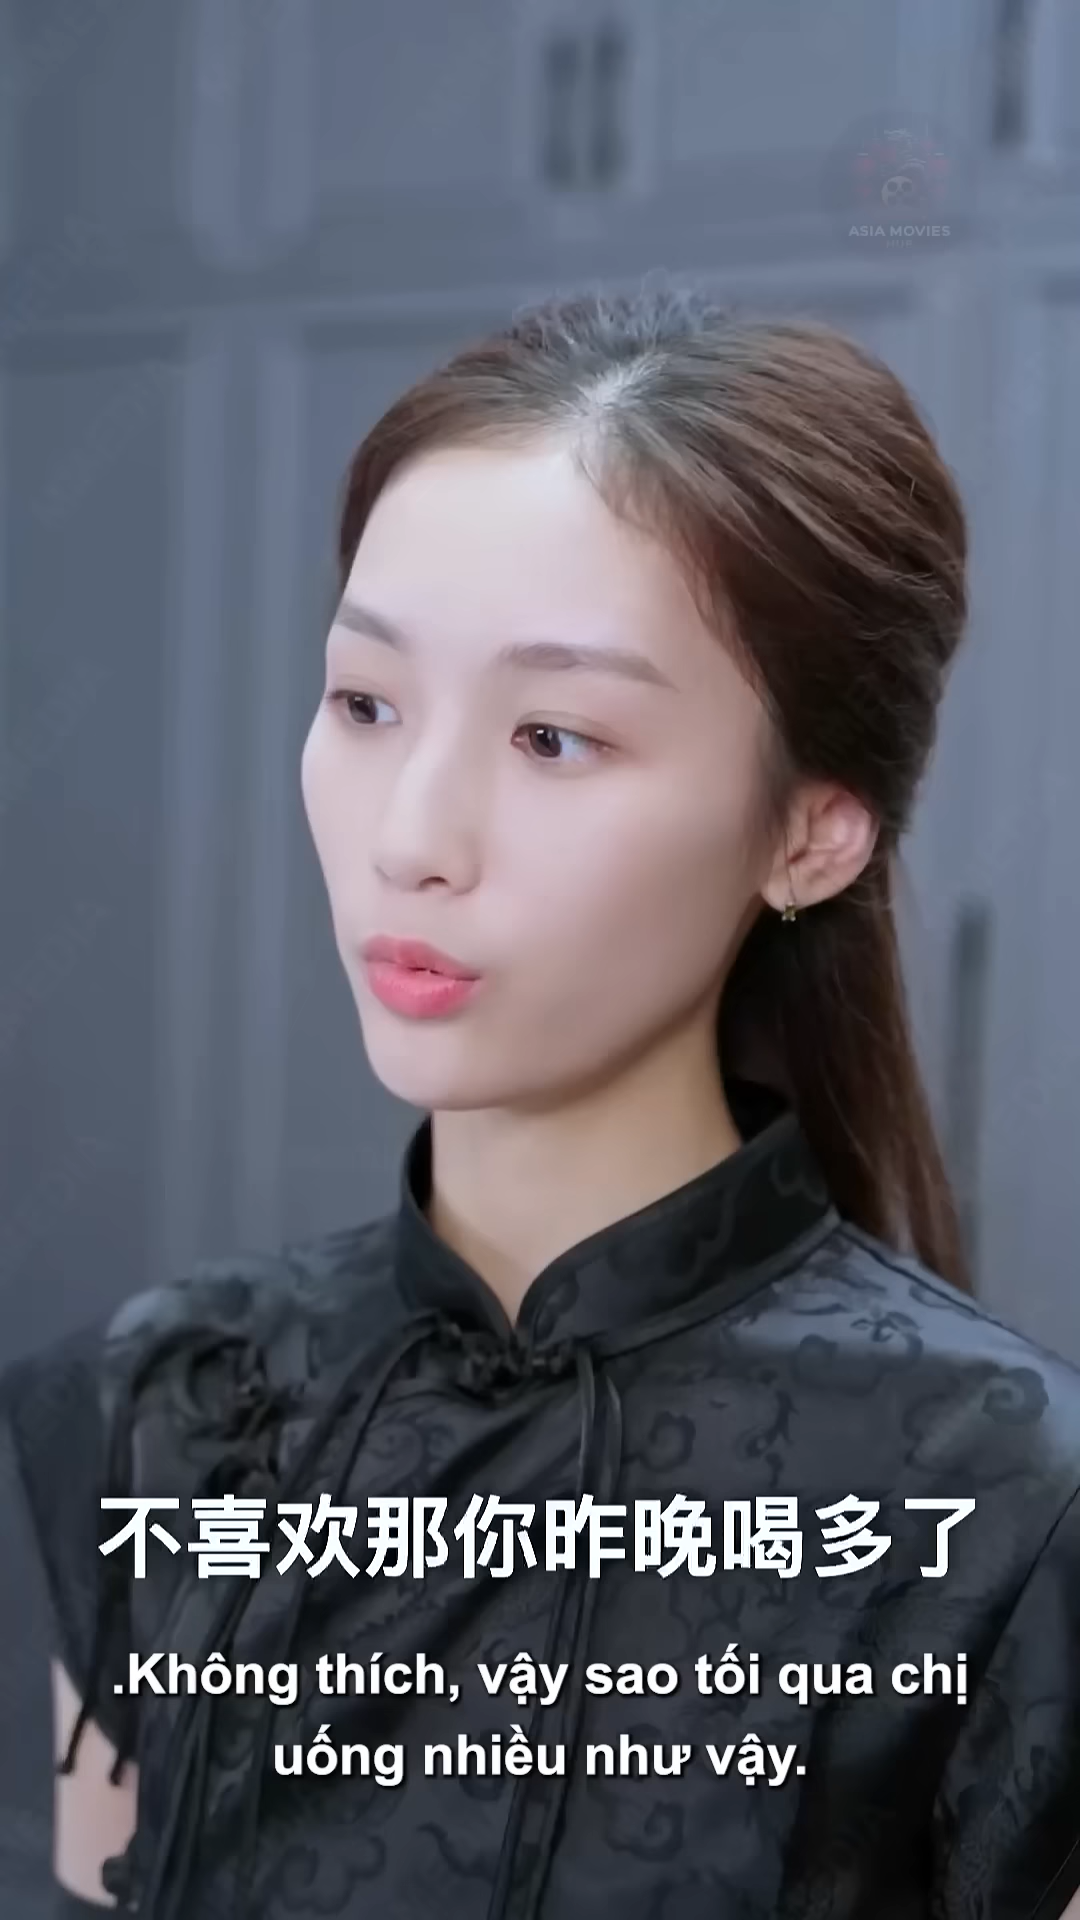 ASIA MOVIES
HUB
不喜欢那你昨晚喝多了
.Không thích, vậy sao tối qua chị
uống nhiều như vậy.